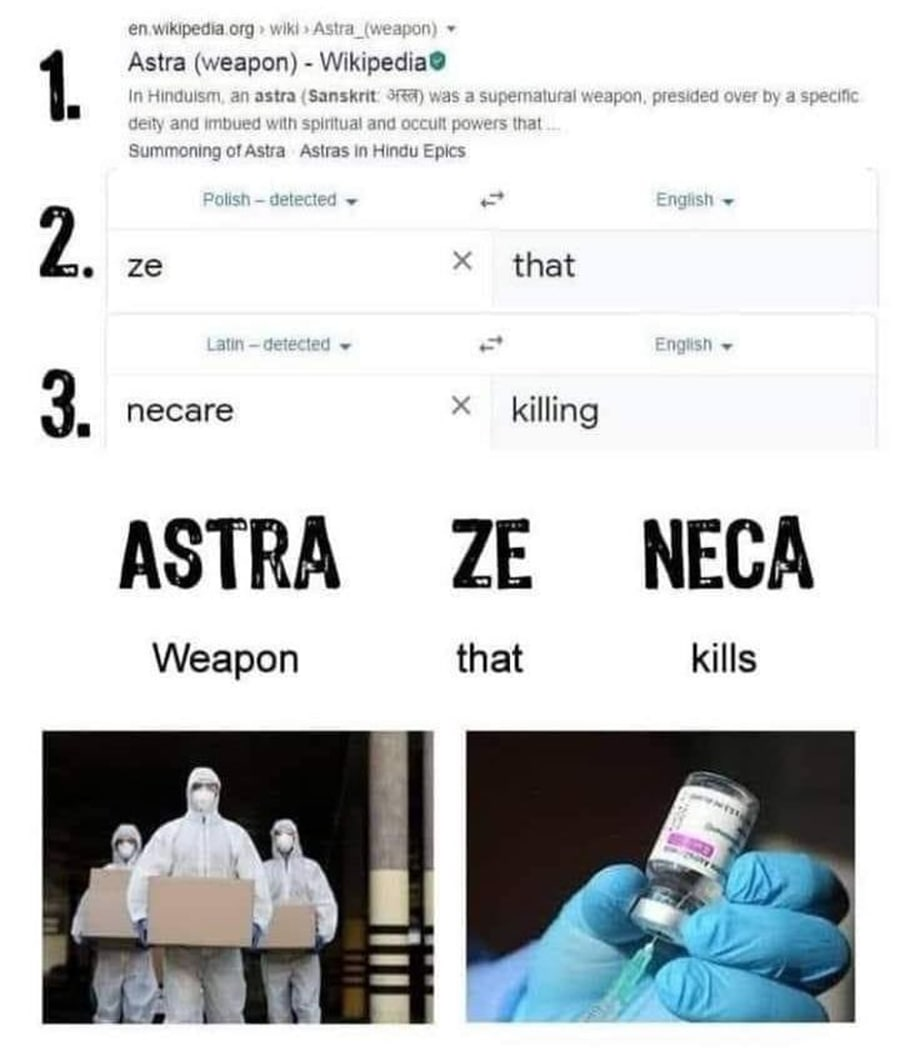 1.
en.wikipedia.org › wiki › Astra_(weapon)
Astra (weapon) - Wikipedia
In Hinduism, an astra (Sanskrit: अस्त्र) was a supernatural weapon, presided over by a specific
deity and imbued with spiritual and occult powers that ...
Summoning of Astra · Astras in Hindu Epics
2.
Polish – detected English
ze that
3.
Latin – detected English
necare killing
ASTRA ZE NECA
Weapon that kills